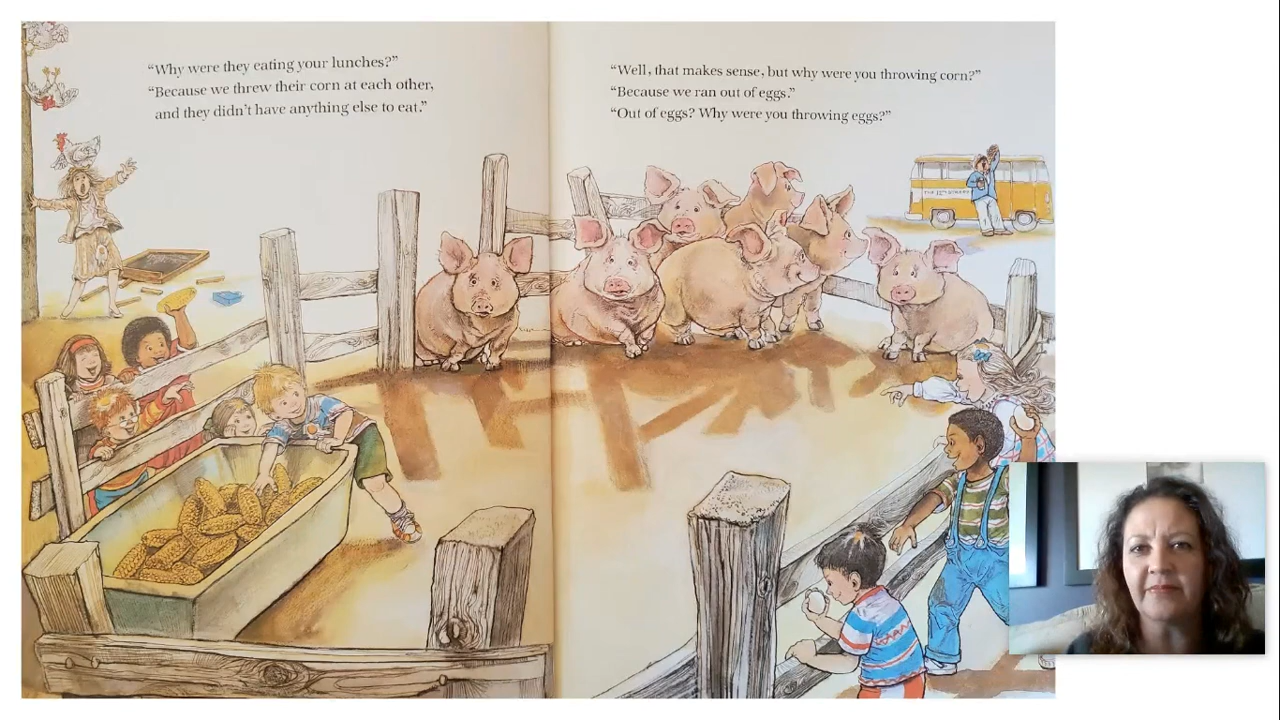 “Why were they eating your lunches?”
“Because we threw their corn at each other,
and they didn’t have anything else to eat.”
“Well, that makes sense, but why were you throwing corn?”
“Because we ran out of eggs.”
“Out of eggs? Why were you throwing eggs?”